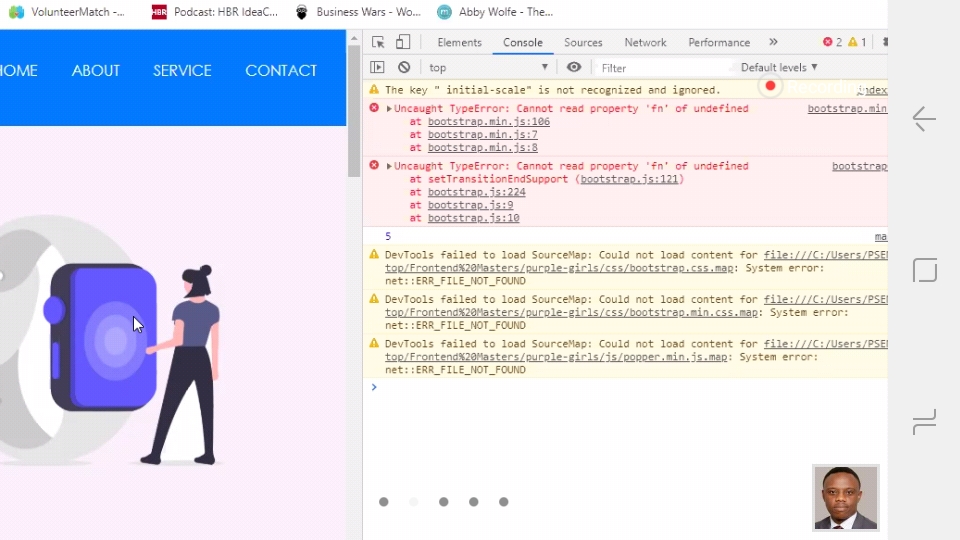 VolunteerMatch -...
HBR
Podcast: HBR IdeaC...
Business Wars - Wo...
Abby Wolfe - The...
HOME
ABOUT
SERVICE
CONTACT
Elements
Console
Sources
Network
Performance
»
2
1
top
▼
Filter
Default levels ▼
The key " initial-scale" is not recognized and ignored.
index
Uncaught TypeError: Cannot read property 'fn' of undefined
bootstrap.min
at bootstrap.min.js:106
at bootstrap.min.js:7
at bootstrap.min.js:8
Uncaught TypeError: Cannot read property 'fn' of undefined
bootstrap
at setTransitionEndSupport (bootstrap.js:121)
at bootstrap.js:224
at bootstrap.js:9
at bootstrap.js:10
5
ma
DevTools failed to load SourceMap: Could not load content for file:///C:/Users/PSE
top/Frontend%20Masters/purple-girls/css/bootstrap.css.map: System error:
net::ERR_FILE_NOT_FOUND
DevTools failed to load SourceMap: Could not load content for file:///C:/Users/PSE
top/Frontend%20Masters/purple-girls/css/bootstrap.min.css.map: System error:
net::ERR_FILE_NOT_FOUND
DevTools failed to load SourceMap: Could not load content for file:///C:/Users/PSE
top/Frontend%20Masters/purple-girls/js/popper.min.js.map: System error:
net::ERR_FILE_NOT_FOUND
>